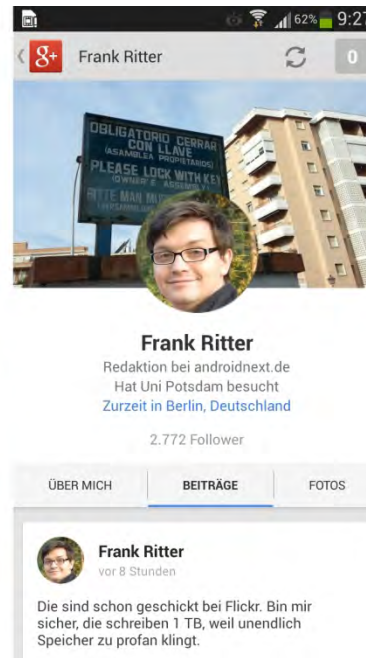 62% 9:27
g+ Frank Ritter 0
OBLIGATORIO CERRAR
CON LLAVE
(ASAMBLEA PROPIETARIOS)
PLEASE LOCK WITH KEY
(OWNER'S ASSEMBLY)
BITTE MAN
Frank Ritter
Redaktion bei androidnext.de
Hat Uni Potsdam besucht
Zurzeit in Berlin, Deutschland
2.772 Follower
ÜBER MICH BEITRÄGE FOTOS
Frank Ritter
vor 8 Stunden
Die sind schon geschickt bei Flickr. Bin mir
sicher, die schreiben 1 TB, weil unendlich
Speicher zu profan klingt.